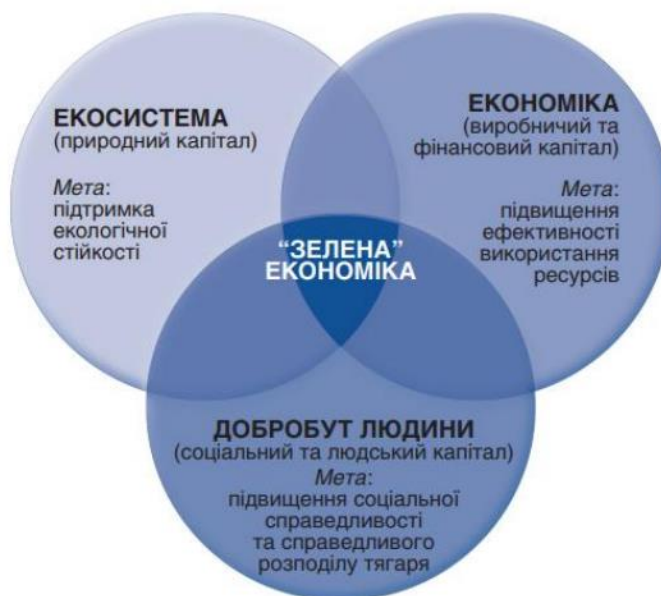 ЕКОСИСТЕМА
(природний капітал)
Мета:
підтримка
екологічної
стійкості
ЕКОНОМІКА
(виробничий та
фінансовий капітал)
Мета:
підвищення
ефективності
використання
ресурсів
“ЗЕЛЕНА”
ЕКОНОМІКА
ДОБРОБУТ ЛЮДИНИ
(соціальний та людський капітал)
Мета:
підвищення соціальної
справедливості
та справедливого
розподілу тягаря